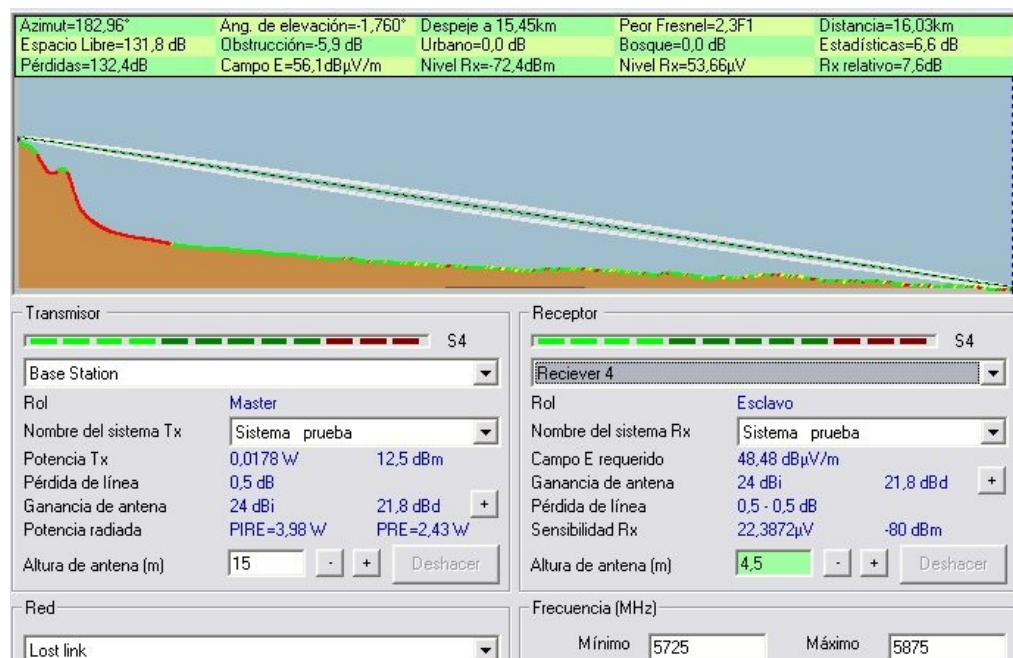 Azimut=182,96° Ang. de elevación=-1,760° Despeje a 15,45km Peor Fresnel=2,3F1 Distancia=16,03km
Espacio Libre=131,8 dB Obstrucción=-5,9 dB Urbano=0,0 dB Bosque=0,0 dB Estadísticas=6,6 dB
Pérdidas=132,4dB Campo E=56,1dBµV/m Nivel Rx=-72,4dBm Nivel Rx=53,66µV Rx relativo=7,6dB
Transmisor
S4
Base Station
Rol Master
Nombre del sistema Tx Sistema prueba
Potencia Tx 0,0178 W 12,5 dBm
Pérdida de línea 0,5 dB
Ganancia de antena 24 dBi 21,8 dBd +
Potencia radiada PIRE=3,98 W PRE=2,43 W
Altura de antena (m) 15 - + Deshacer
Receptor
S4
Reciever 4
Rol Esclavo
Nombre del sistema Rx Sistema prueba
Campo E requerido 48,48 dBµV/m
Ganancia de antena 24 dBi 21,8 dBd +
Pérdida de línea 0,5 - 0,5 dB
Sensibilidad Rx 22,3872µV -80 dBm
Altura de antena (m) 4,5 - + Deshacer
Red
Lost link
Frecuencia (MHz)
Mínimo 5725 Máximo 5875